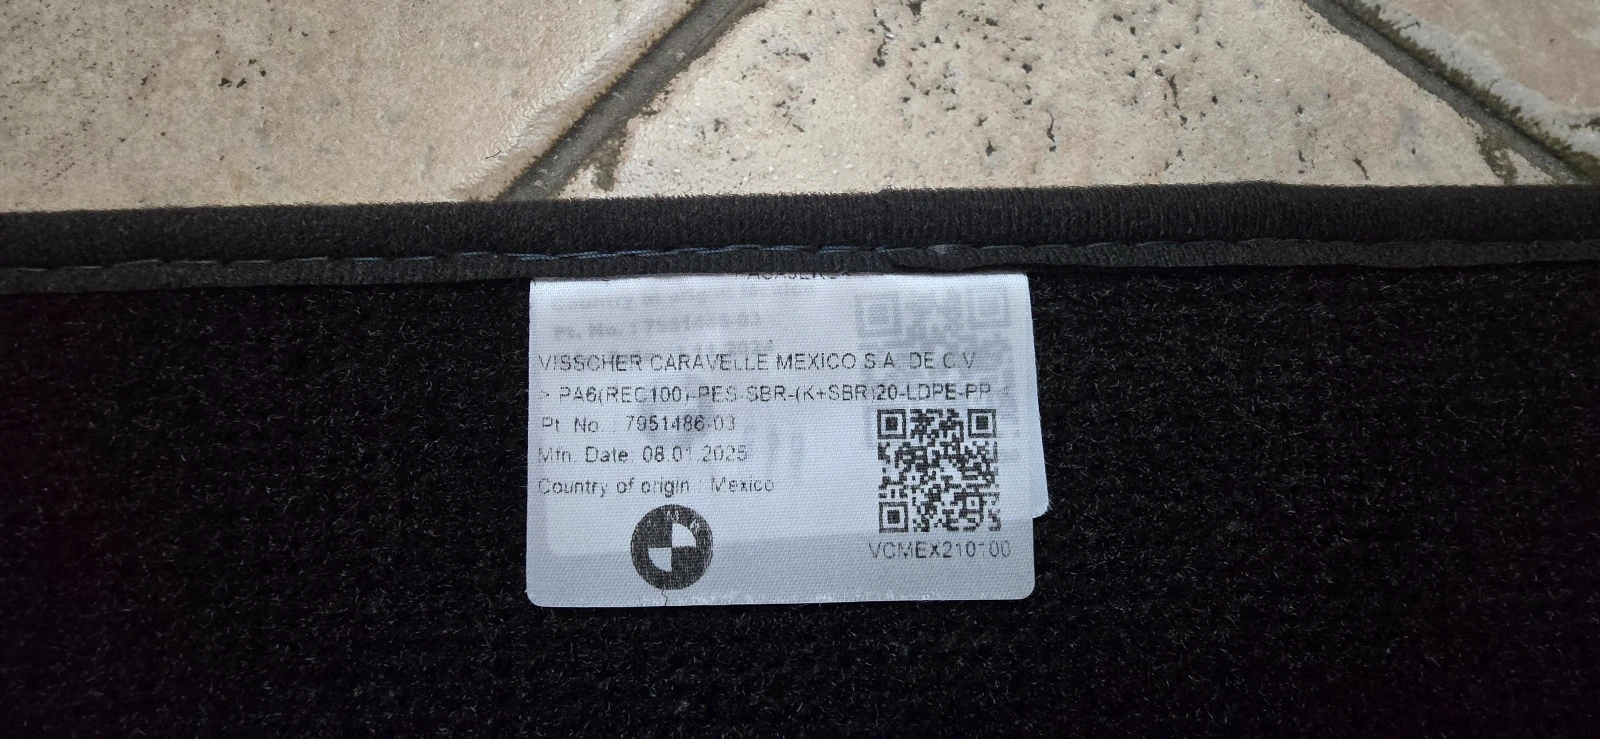 VISSCHER CARAVELLE MEXICO S.A. DE C.V
> PA6(REC100)-PES-SBR-(K+SBR)20-LDPE-PP <
Pt. No. : 7951486-03
Mfn. Date: 08.01.2025
Country of origin : Mexico
BMW
VCMEX210100